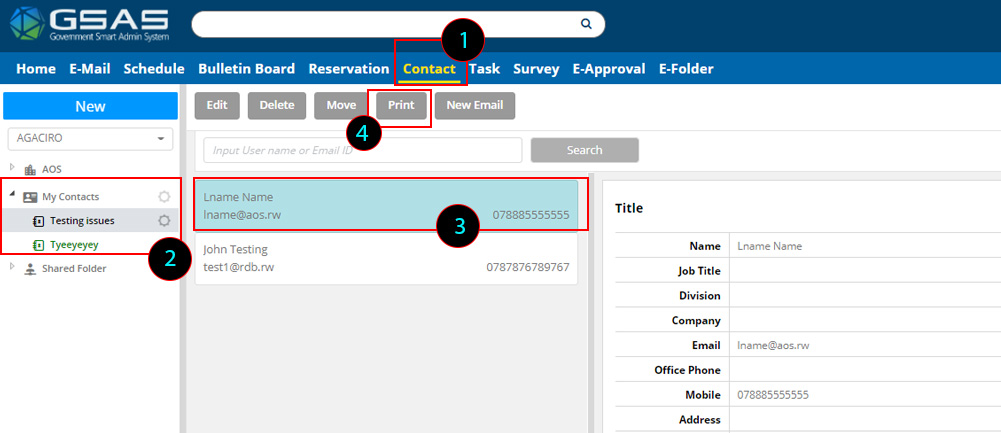 GSAS
Government Smart Admin System
1
Home E-Mail Schedule Bulletin Board Reservation Contact Task Survey E-Approval E-Folder
New
Edit Delete Move Print New Email
4
AGACIRO
Input User name or Email ID
Search
AOS
My Contacts
Testing issues
Tyeeyeyey
2
Shared Folder
Lname Name
lname@aos.rw 078885555555
3
John Testing
test1@rdb.rw 0787876789767
Title
Name Lname Name
Job Title
Division
Company
Email lname@aos.rw
Office Phone
Mobile 078885555555
Address